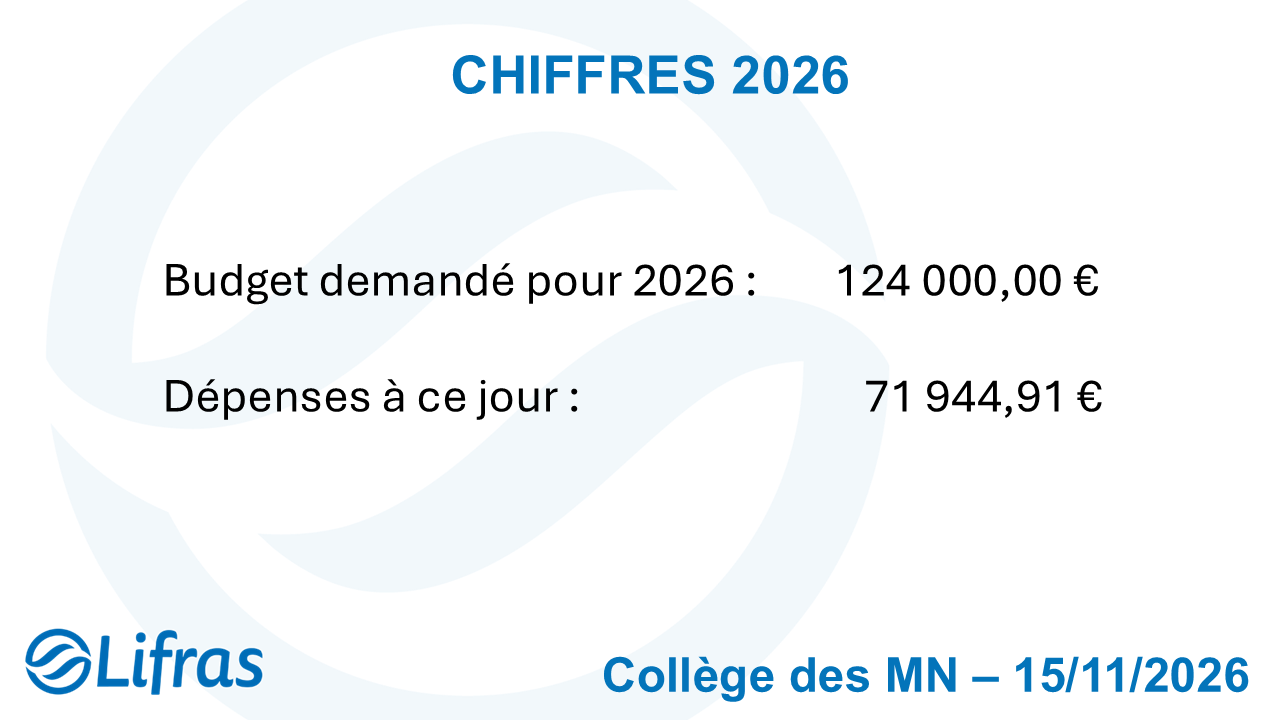 CHIFFRES 2026
Budget demandé pour 2026 : 124 000,00 €
Dépenses à ce jour : 71 944,91 €
Lifras
Collège des MN – 15/11/2026